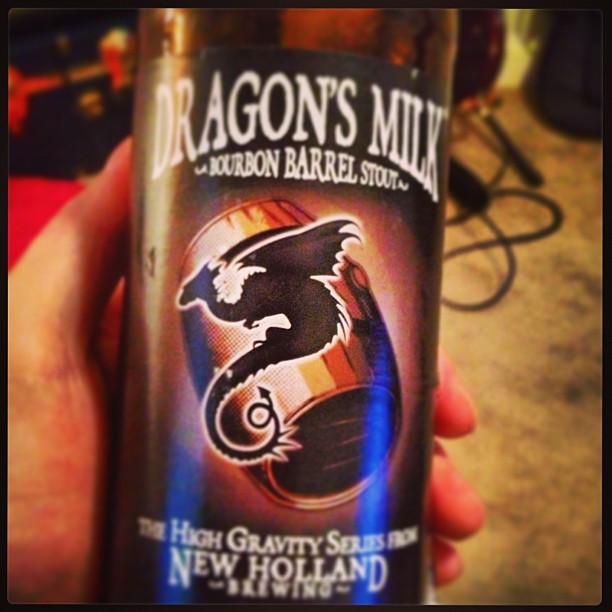 DRAGON'S MILK
~BOURBON BARREL STOUT~
THE HIGH GRAVITY SERIES FROM
NEW HOLLAND
~BREWING~